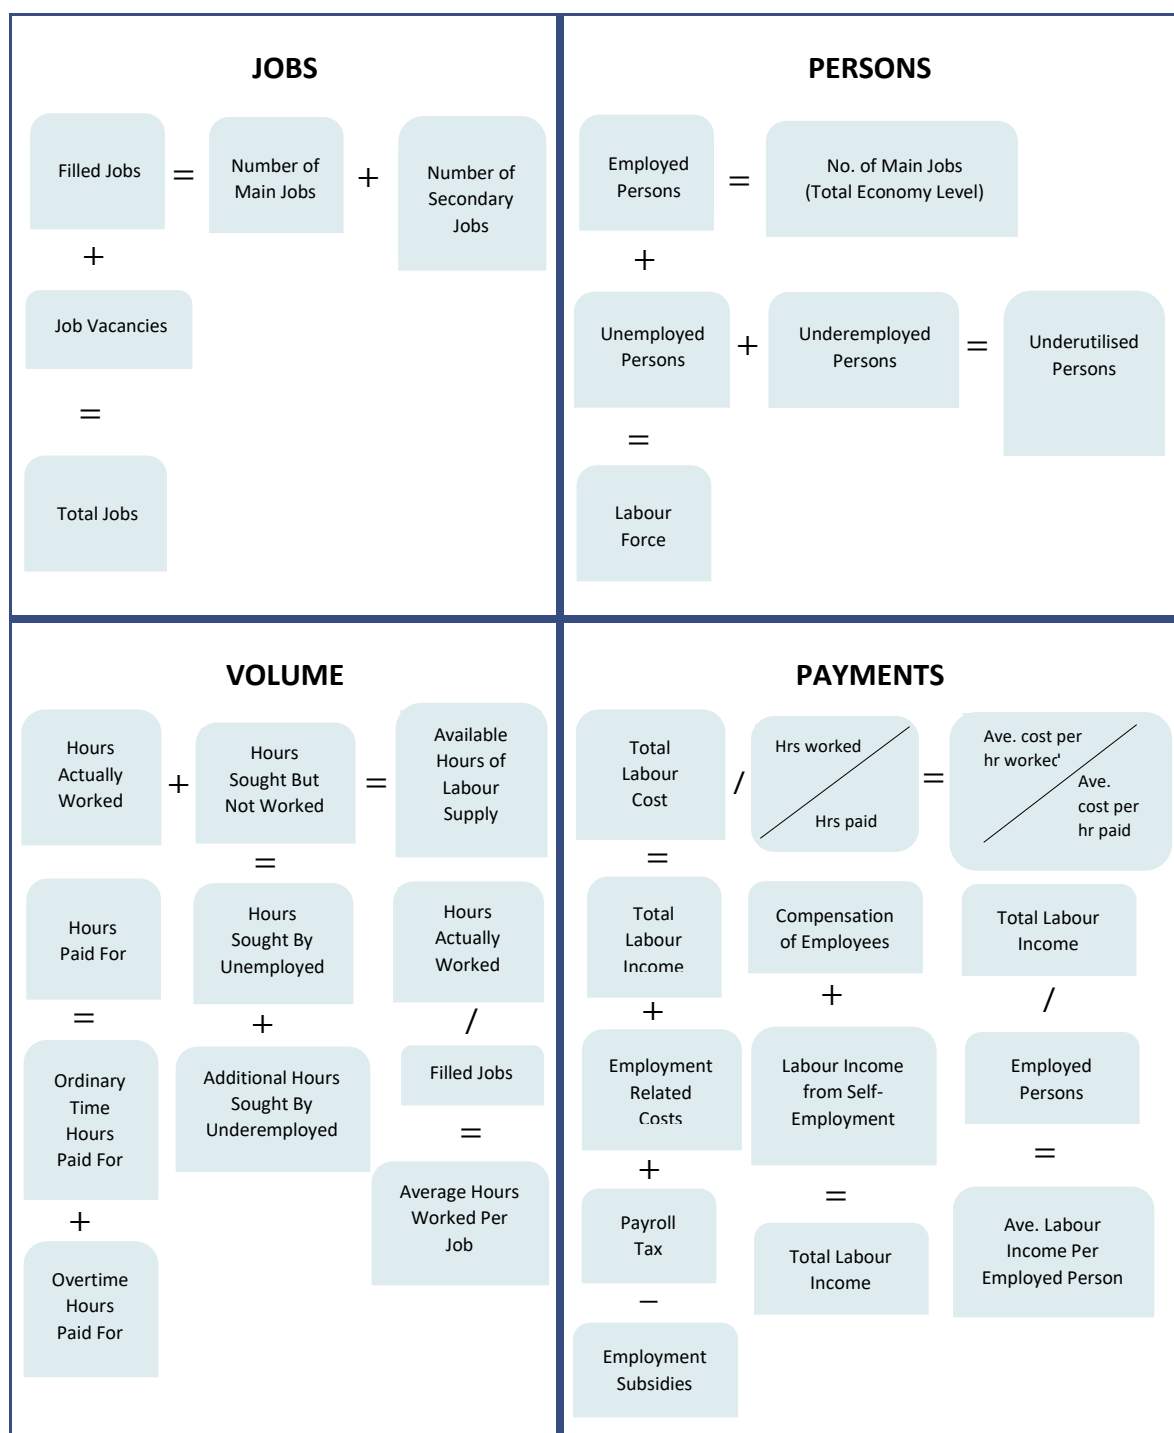 JOBS
Filled Jobs
=
Number of
Main Jobs
+
Number of
Secondary
Jobs
+
Job Vacancies
=
Total Jobs
PERSONS
Employed
Persons
=
No. of Main Jobs
(Total Economy Level)
+
Unemployed
Persons
+
Underemployed
Persons
=
Underutilised
Persons
=
Labour
Force
VOLUME
Hours
Actually
Worked
+
Hours
Sought But
Not Worked
=
Available
Hours of
Labour
Supply
=
Hours
Paid For
Hours
Sought By
Unemployed
Hours
Actually
Worked
=
+
/
Ordinary
Time
Hours
Paid For
Additional Hours
Sought By
Underemployed
Filled Jobs
=
+
Average Hours
Worked Per
Job
Overtime
Hours
Paid For
PAYMENTS
Total
Labour
Cost
/
Hrs worked
Hrs paid
=
Ave. cost per
hr worked
Ave.
cost per
hr paid
=
Total
Labour
Income
Compensation
of Employees
Total Labour
Income
+
+
/
Employment
Related
Costs
Labour Income
from Self-
Employment
Employed
Persons
+
=
=
Payroll
Tax
Total Labour
Income
Ave. Labour
Income Per
Employed Person
−
Employment
Subsidies